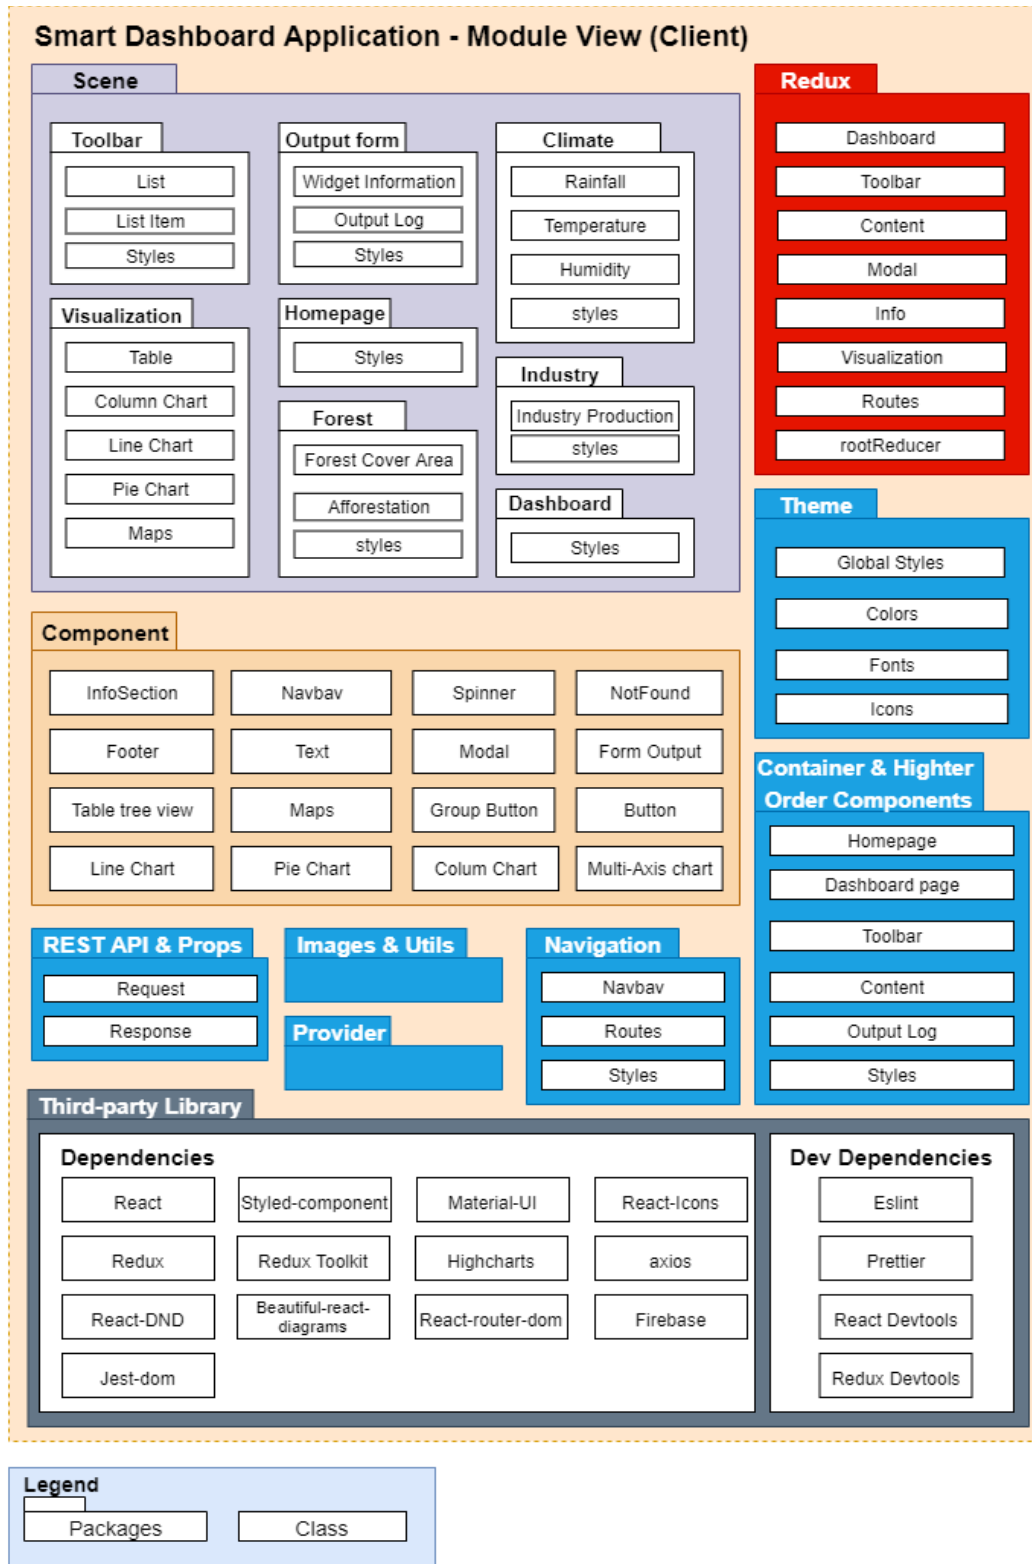 Smart Dashboard Application - Module View (Client)
Scene
Toolbar
List
List Item
Styles
Output form
Widget Information
Output Log
Styles
Climate
Rainfall
Temperature
Humidity
styles
Visualization
Table
Column Chart
Line Chart
Pie Chart
Maps
Homepage
Styles
Forest
Forest Cover Area
Afforestation
styles
Industry
Industry Production
styles
Dashboard
Styles
Redux
Dashboard
Toolbar
Content
Modal
Info
Visualization
Routes
rootReducer
Theme
Global Styles
Colors
Fonts
Icons
Component
InfoSection
Navbav
Spinner
NotFound
Footer
Text
Modal
Form Output
Table tree view
Maps
Group Button
Button
Line Chart
Pie Chart
Colum Chart
Multi-Axis chart
Container & Highter
Order Components
Homepage
Dashboard page
Toolbar
Content
Output Log
Styles
REST API & Props
Request
Response
Images & Utils
Provider
Navigation
Navbav
Routes
Styles
Third-party Library
Dependencies
React
Styled-component
Material-UI
React-Icons
Redux
Redux Toolkit
Highcharts
axios
React-DND
Beautiful-react-
diagrams
React-router-dom
Firebase
Jest-dom
Dev Dependencies
Eslint
Prettier
React Devtools
Redux Devtools
Legend
Packages
Class